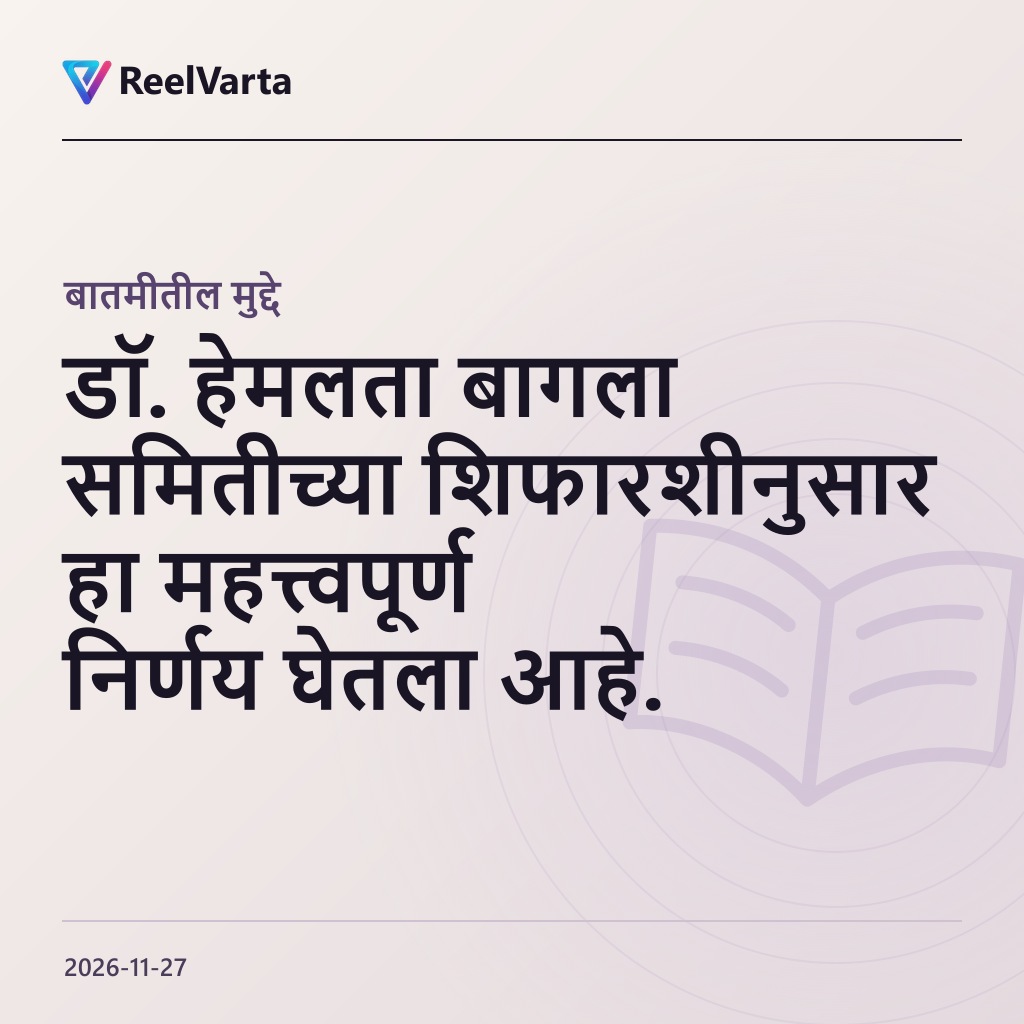 ReelVarta
बातमीतील मुद्दे
डॉ. हेमलता बागला
समितीच्या शिफारशीनुसार
हा महत्त्वपूर्ण
निर्णय घेतला आहे.
2026-11-27